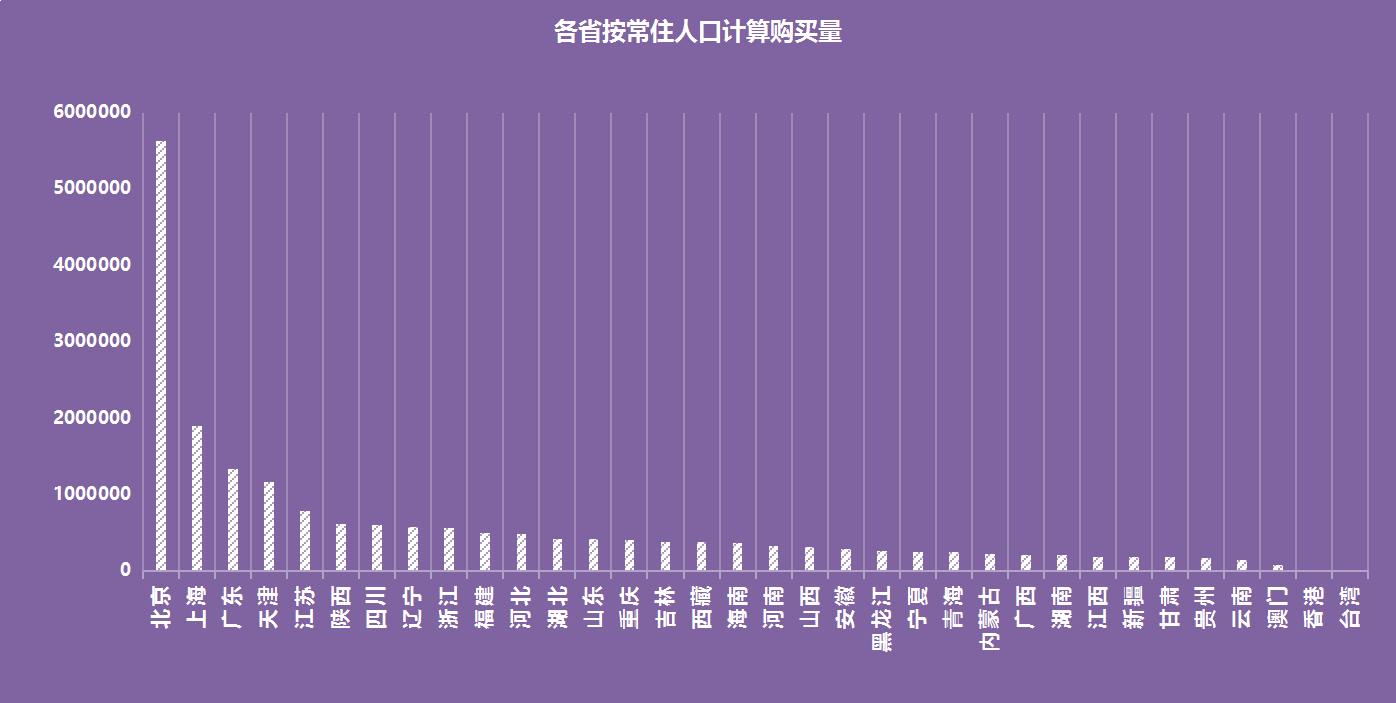 各省按常住人口计算购买量
6000000
5000000
4000000
3000000
2000000
1000000
0
北京
上海
广东
天津
江苏
陕西
四川
辽宁
浙江
福建
河北
湖北
山东
重庆
吉林
西藏
海南
河南
山西
安徽
黑龙江
宁夏
青海
内蒙古
广西
湖南
江西
新疆
甘肃
贵州
云南
澳门
香港
台湾